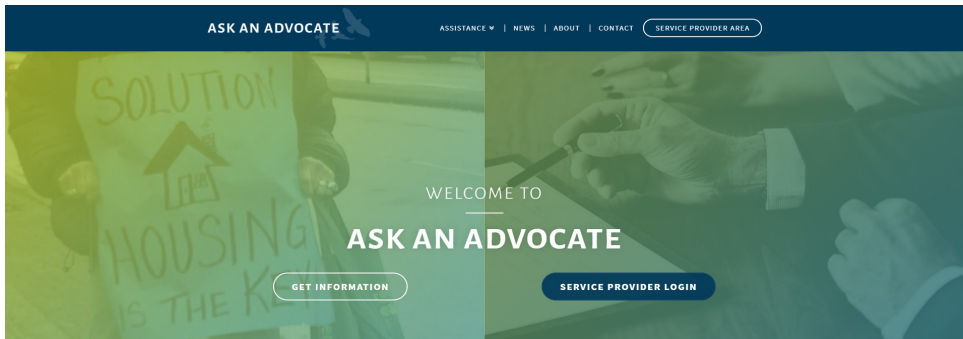 ASK AN ADVOCATE
ASSISTANCE | NEWS | ABOUT | CONTACT SERVICE PROVIDER AREA
SOLUTION
HOUSING
IS THE KEY
WELCOME TO
ASK AN ADVOCATE
GET INFORMATION SERVICE PROVIDER LOGIN